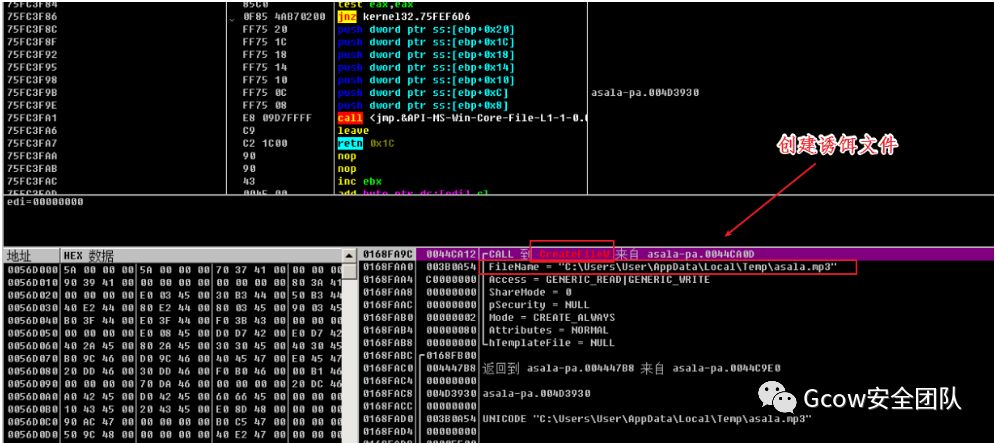 75FC3F84 85C0 test eax,eax
75FC3F86 0F85 4AB70200 jnz kernel32.75FEF6D6
75FC3F8C FF75 20 push dword ptr ss:[ebp+0x20]
75FC3F8F FF75 1C push dword ptr ss:[ebp+0x1C]
75FC3F92 FF75 18 push dword ptr ss:[ebp+0x18]
75FC3F95 FF75 14 push dword ptr ss:[ebp+0x14]
75FC3F98 FF75 10 push dword ptr ss:[ebp+0x10]
75FC3F9B FF75 0C push dword ptr ss:[ebp+0xC] asala-pa.004D3930
75FC3F9E FF75 08 push dword ptr ss:[ebp+0x8]
75FC3FA1 E8 09D7FFFF call <jmp.&API-MS-Win-Core-File-L1-1-0.
75FC3FA6 C9 leave
75FC3FA7 C2 1C00 retn 0x1C
75FC3FAA 90 nop
75FC3FAB 90 nop
75FC3FAC 43 inc ebx
创建诱饵文件
edi=00000000
地址 HEX 数据
0056D000 5A 00 00 00 5A 00 00 00 70 37 41 00 00 00 00
0056D010 90 39 41 00 00 00 00 00 00 00 00 00 80 3A 41
0056D020 00 00 00 00 E0 03 45 00 30 B3 44 00 50 B3 44
0056D030 40 E2 44 00 80 E2 44 00 80 03 45 00 90 03 45
0056D040 B0 3F 44 00 E0 3F 44 00 F0 3B 43 00 00 00 00
0056D050 00 00 00 00 E0 08 45 00 D0 D7 42 00 E0 D7 42
0056D060 40 2A 45 00 80 2A 45 00 30 30 45 00 40 30 45
0056D070 B0 9C 46 00 D0 9C 46 00 40 45 47 00 E0 45 47
0056D080 20 DD 46 00 30 DD 46 00 F0 B0 46 00 00 B1 46
0056D090 00 00 00 00 70 DA 46 00 00 00 00 00 20 DC 46
0056D0A0 A0 42 45 00 D0 42 45 00 60 66 45 00 00 00 00
0056D0B0 10 43 45 00 20 43 45 00 E0 8D 48 00 00 00 00
0056D0C0 90 AC 47 00 00 00 00 00 B0 C5 47 00 00 00 00
0056D0D0 50 9C 48 00 00 00 00 00 40 E2 47 00 00 00 00
0168FA9C 0044CA12 CALL 到 CreateFileW 来自 asala-pa.0044CA0D
0168FAA0 003B0A54 FileName = "C:\Users\User\AppData\Local\Temp\asala.mp3"
0168FAA4 C0000000 Access = GENERIC_READ|GENERIC_WRITE
0168FAA8 00000000 ShareMode = 0
0168FAAC 00000000 pSecurity = NULL
0168FAB0 00000002 Mode = CREATE_ALWAYS
0168FAB4 00000080 Attributes = NORMAL
0168FAB8 00000000 hTemplateFile = NULL
0168FABC 0168FB00
0168FAC0 004447B8 返回到 asala-pa.004447B8 来自 asala-pa.0044C9E0
0168FAC4 00000000
0168FAC8 004D3930 asala-pa.004D3930
0168FACC 00000000
0168FAD0 003B0A54 UNICODE "C:\Users\User\AppData\Local\Temp\asala.mp3"
0168FAD4 00000000
Gcow安全团队